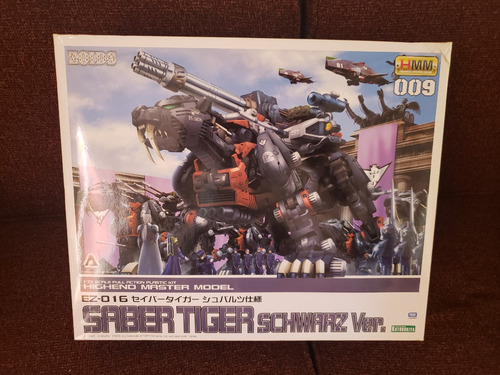 ZOIDS
HMM
009
1/72 SCALE FULL ACTION PLASTIC KIT
HIGHEND MASTER MODEL
EZ-016 セイバータイガー シュバルツ仕様
SABER TIGER SCHWARZ Ver.